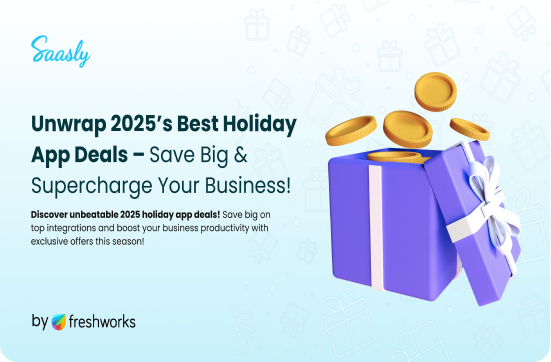 Saasly
Unwrap 2025’s Best Holiday
App Deals – Save Big &
Supercharge Your Business!
Discover unbeatable 2025 holiday app deals! Save big on
top integrations and boost your business productivity with
exclusive offers this season!
by freshworks